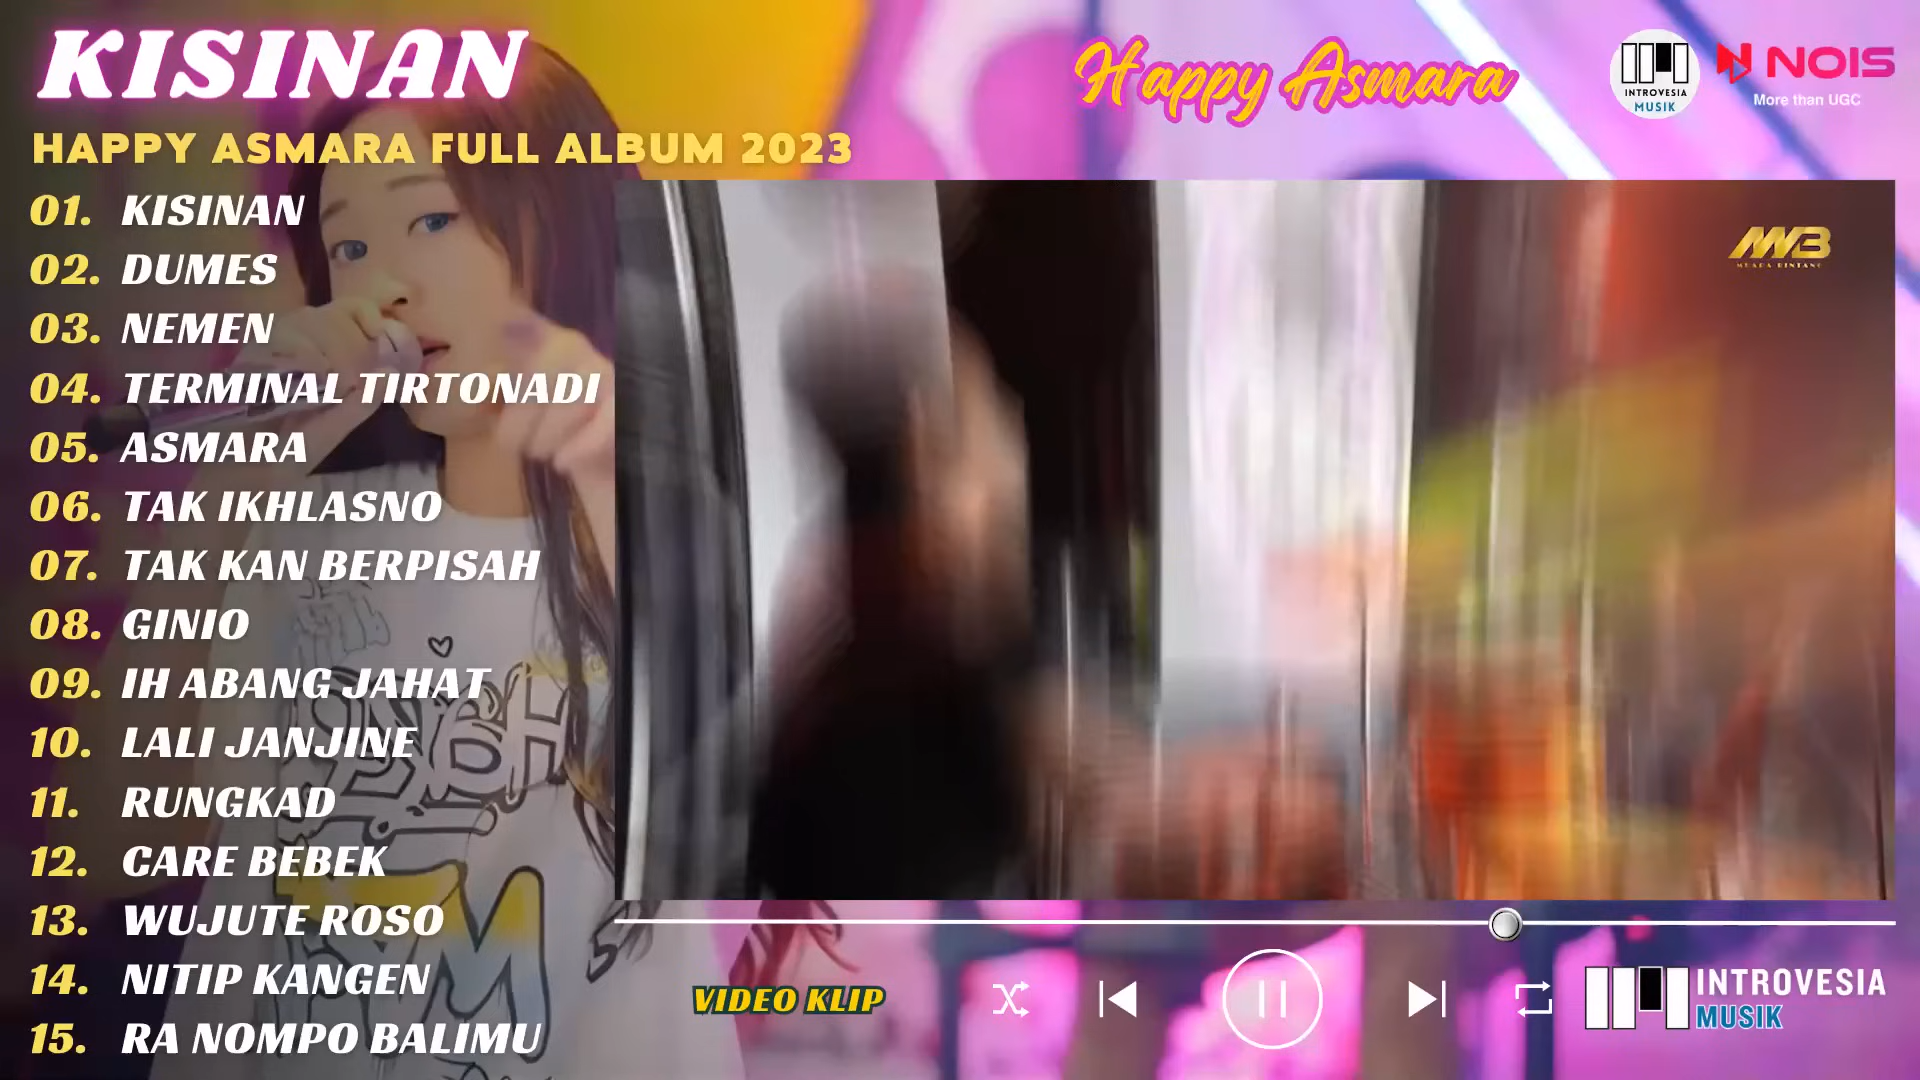 KISINAN
Happy Asmara
INTROVESIA
MUSIK
NOIS
More than UGC
HAPPY ASMARA FULL ALBUM 2023
01. KISINAN
02. DUMES
03. NEMEN
04. TERMINAL TIRTONADI
05. ASMARA
06. TAK IKHLASNO
07. TAK KAN BERPISAH
08. GINIO
09. IH ABANG JAHAT
10. LALI JANJINE
11. RUNGKAD
12. CARE BEBEK
13. WUJUTE ROSO
14. NITIP KANGEN
15. RA NOMPO BALIMU
MUARA BINTANG
VIDEO KLIP
INTROVESIA
MUSIK